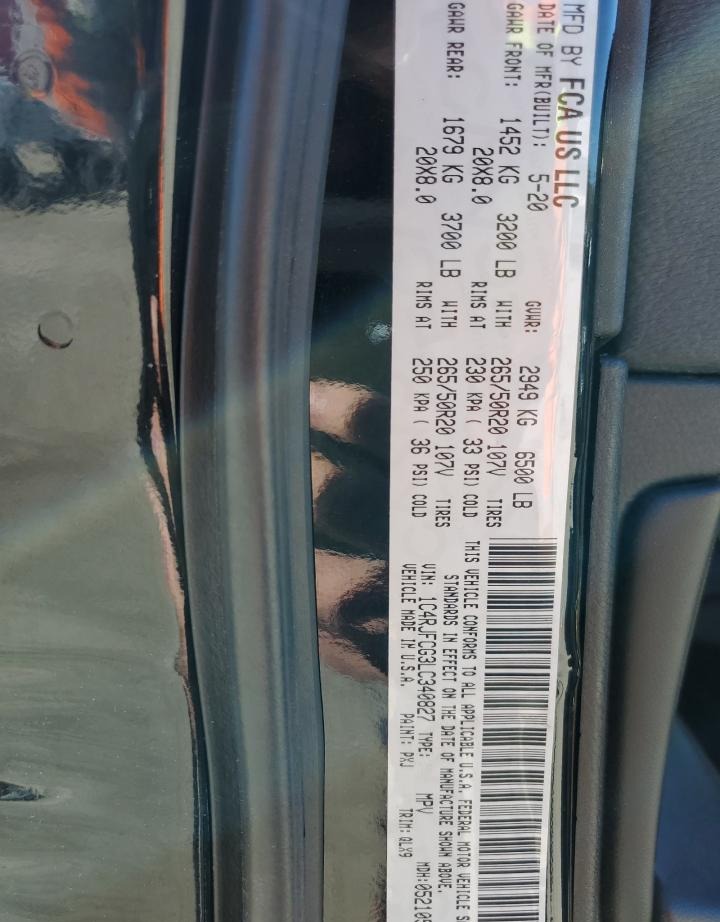 MFD BY FCA US LLC
DATE OF MFR(BUILT): 5-20 GVWR: 2949 KG 6500 LB
GAWR FRONT: 1452 KG 3200 LB WITH 265/50R20 107V TIRES
20X8.0 RIMS AT 230 KPA ( 33 PSI) COLD
GAWR REAR: 1679 KG 3700 LB WITH 265/50R20 107V TIRES
20X8.0 RIMS AT 250 KPA ( 36 PSI) COLD
THIS VEHICLE CONFORMS TO ALL APPLICABLE U.S.A. FEDERAL MOTOR VEHICLE S
STANDARDS IN EFFECT ON THE DATE OF MANUFACTURE SHOWN ABOVE.
VIN: 1C4RJFCG3LC340827 TYPE: MPV MDH:05210
VEHICLE MADE IN U.S.A. PAINT: PXJ TRIM: QLX9